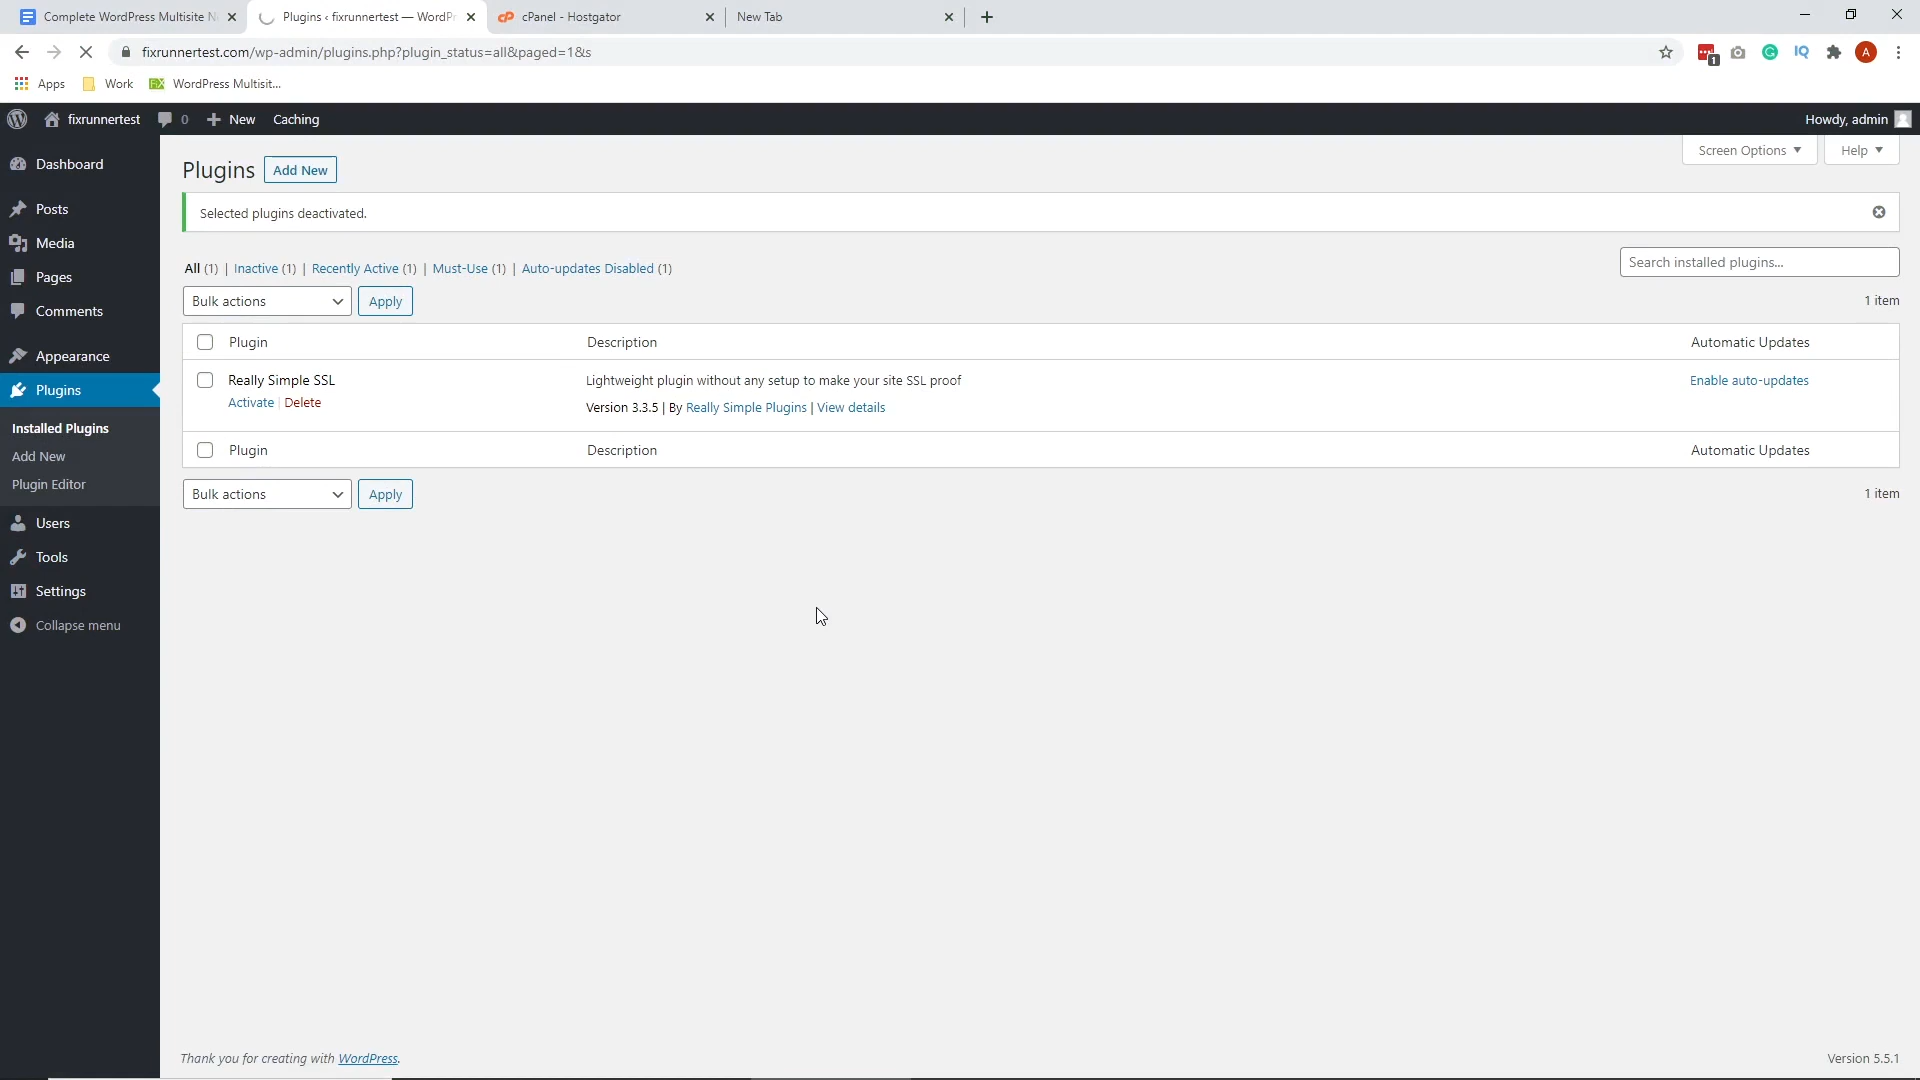 Complete WordPress Multisite N
Plugins ‹ fixrunnertest — WordPr
cPanel - Hostgator
New Tab
fixrunnertest.com/wp-admin/plugins.php?plugin_status=all&paged=1&s
1
IQ
A
Apps
Work
WordPress Multisit...
fixrunnertest
0
New
Caching
Howdy, admin
Dashboard
Posts
Media
Pages
Comments
Appearance
Plugins
Installed Plugins
Add New
Plugin Editor
Users
Tools
Settings
Collapse menu
Screen Options
Help
Plugins Add New
Selected plugins deactivated.
All (1) | Inactive (1) | Recently Active (1) | Must-Use (1) | Auto-updates Disabled (1)
Search installed plugins...
Bulk actions Apply
1 item
Plugin Description Automatic Updates
Really Simple SSL
Activate | Delete
Lightweight plugin without any setup to make your site SSL proof
Version 3.3.5 | By Really Simple Plugins | View details
Enable auto-updates
Plugin Description Automatic Updates
Bulk actions Apply
1 item
Thank you for creating with WordPress.
Version 5.5.1